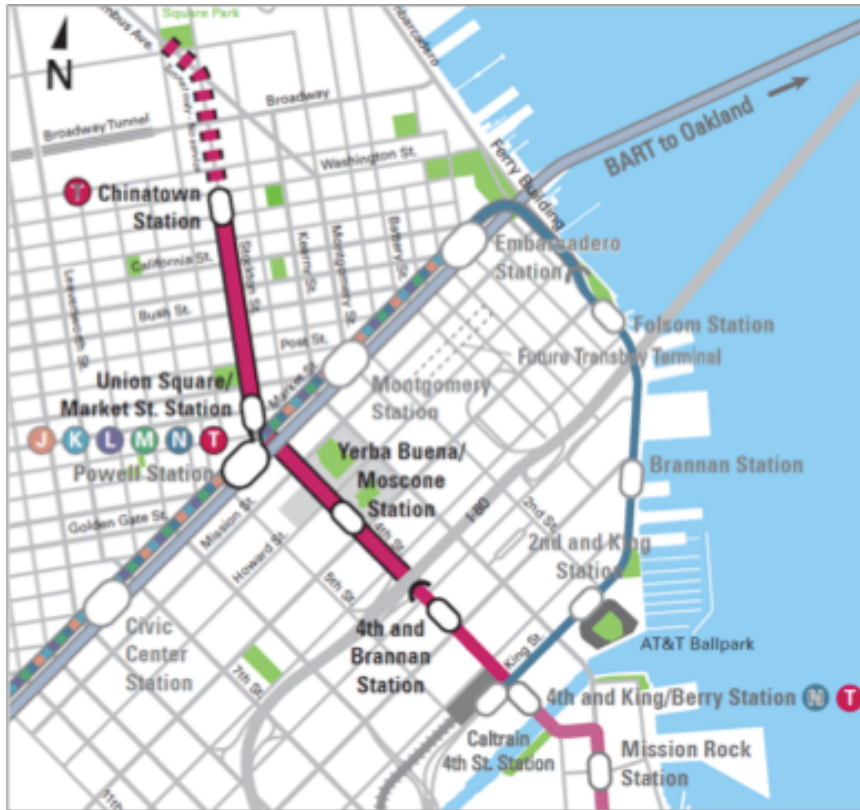 Square Park
mbus Ave.
mbarcadero
N
Broadway
Broadway Tunnel
BART to Oakland
Washington St.
Ferry Building
T Chinatown
Station
Stockton St.
Kearny St.
Montgomery St.
Battery St.
Embarcadero
Station
California St.
Leavenworth St.
Bush St.
Folsom Station
Post St.
Market St.
Future Transbay Terminal
Union Square/
Market St. Station
Montgomery
Station
J K L M N T
Powell Station
Yerba Buena/
Moscone
Station
Brannan Station
Golden Gate St.
Mission St.
Howard St.
4th St.
I-80
2nd St.
2nd and King
Station
5th St.
4th and
Brannan
Station
Civic
Center
Station
King St.
AT&T Ballpark
7th St.
4th and King/Berry Station N T
Caltrain
4th St. Station
Mission Rock
Station
11th